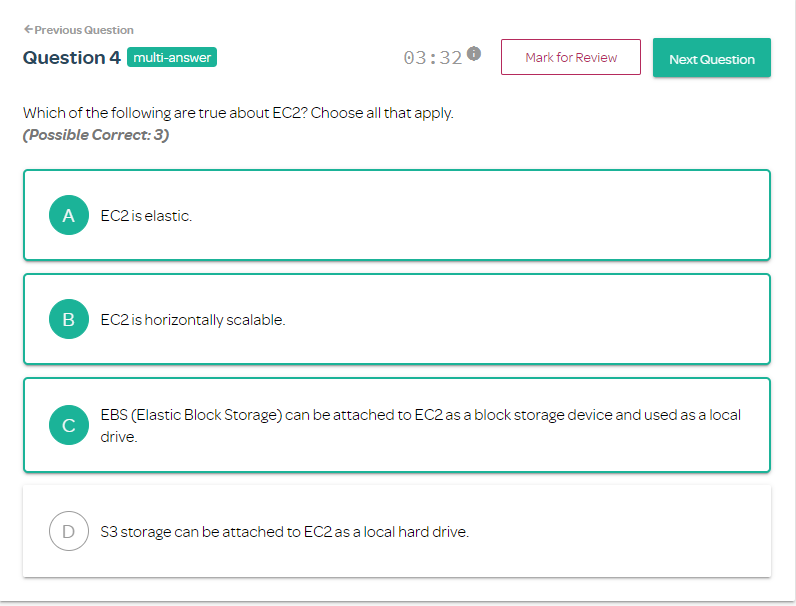 ←Previous Question
Question 4 multi-answer 03:32 i Mark for Review Next Question
Which of the following are true about EC2? Choose all that apply.
(Possible Correct: 3)
A EC2 is elastic.
B EC2 is horizontally scalable.
C EBS (Elastic Block Storage) can be attached to EC2 as a block storage device and used as a local
drive.
D S3 storage can be attached to EC2 as a local hard drive.